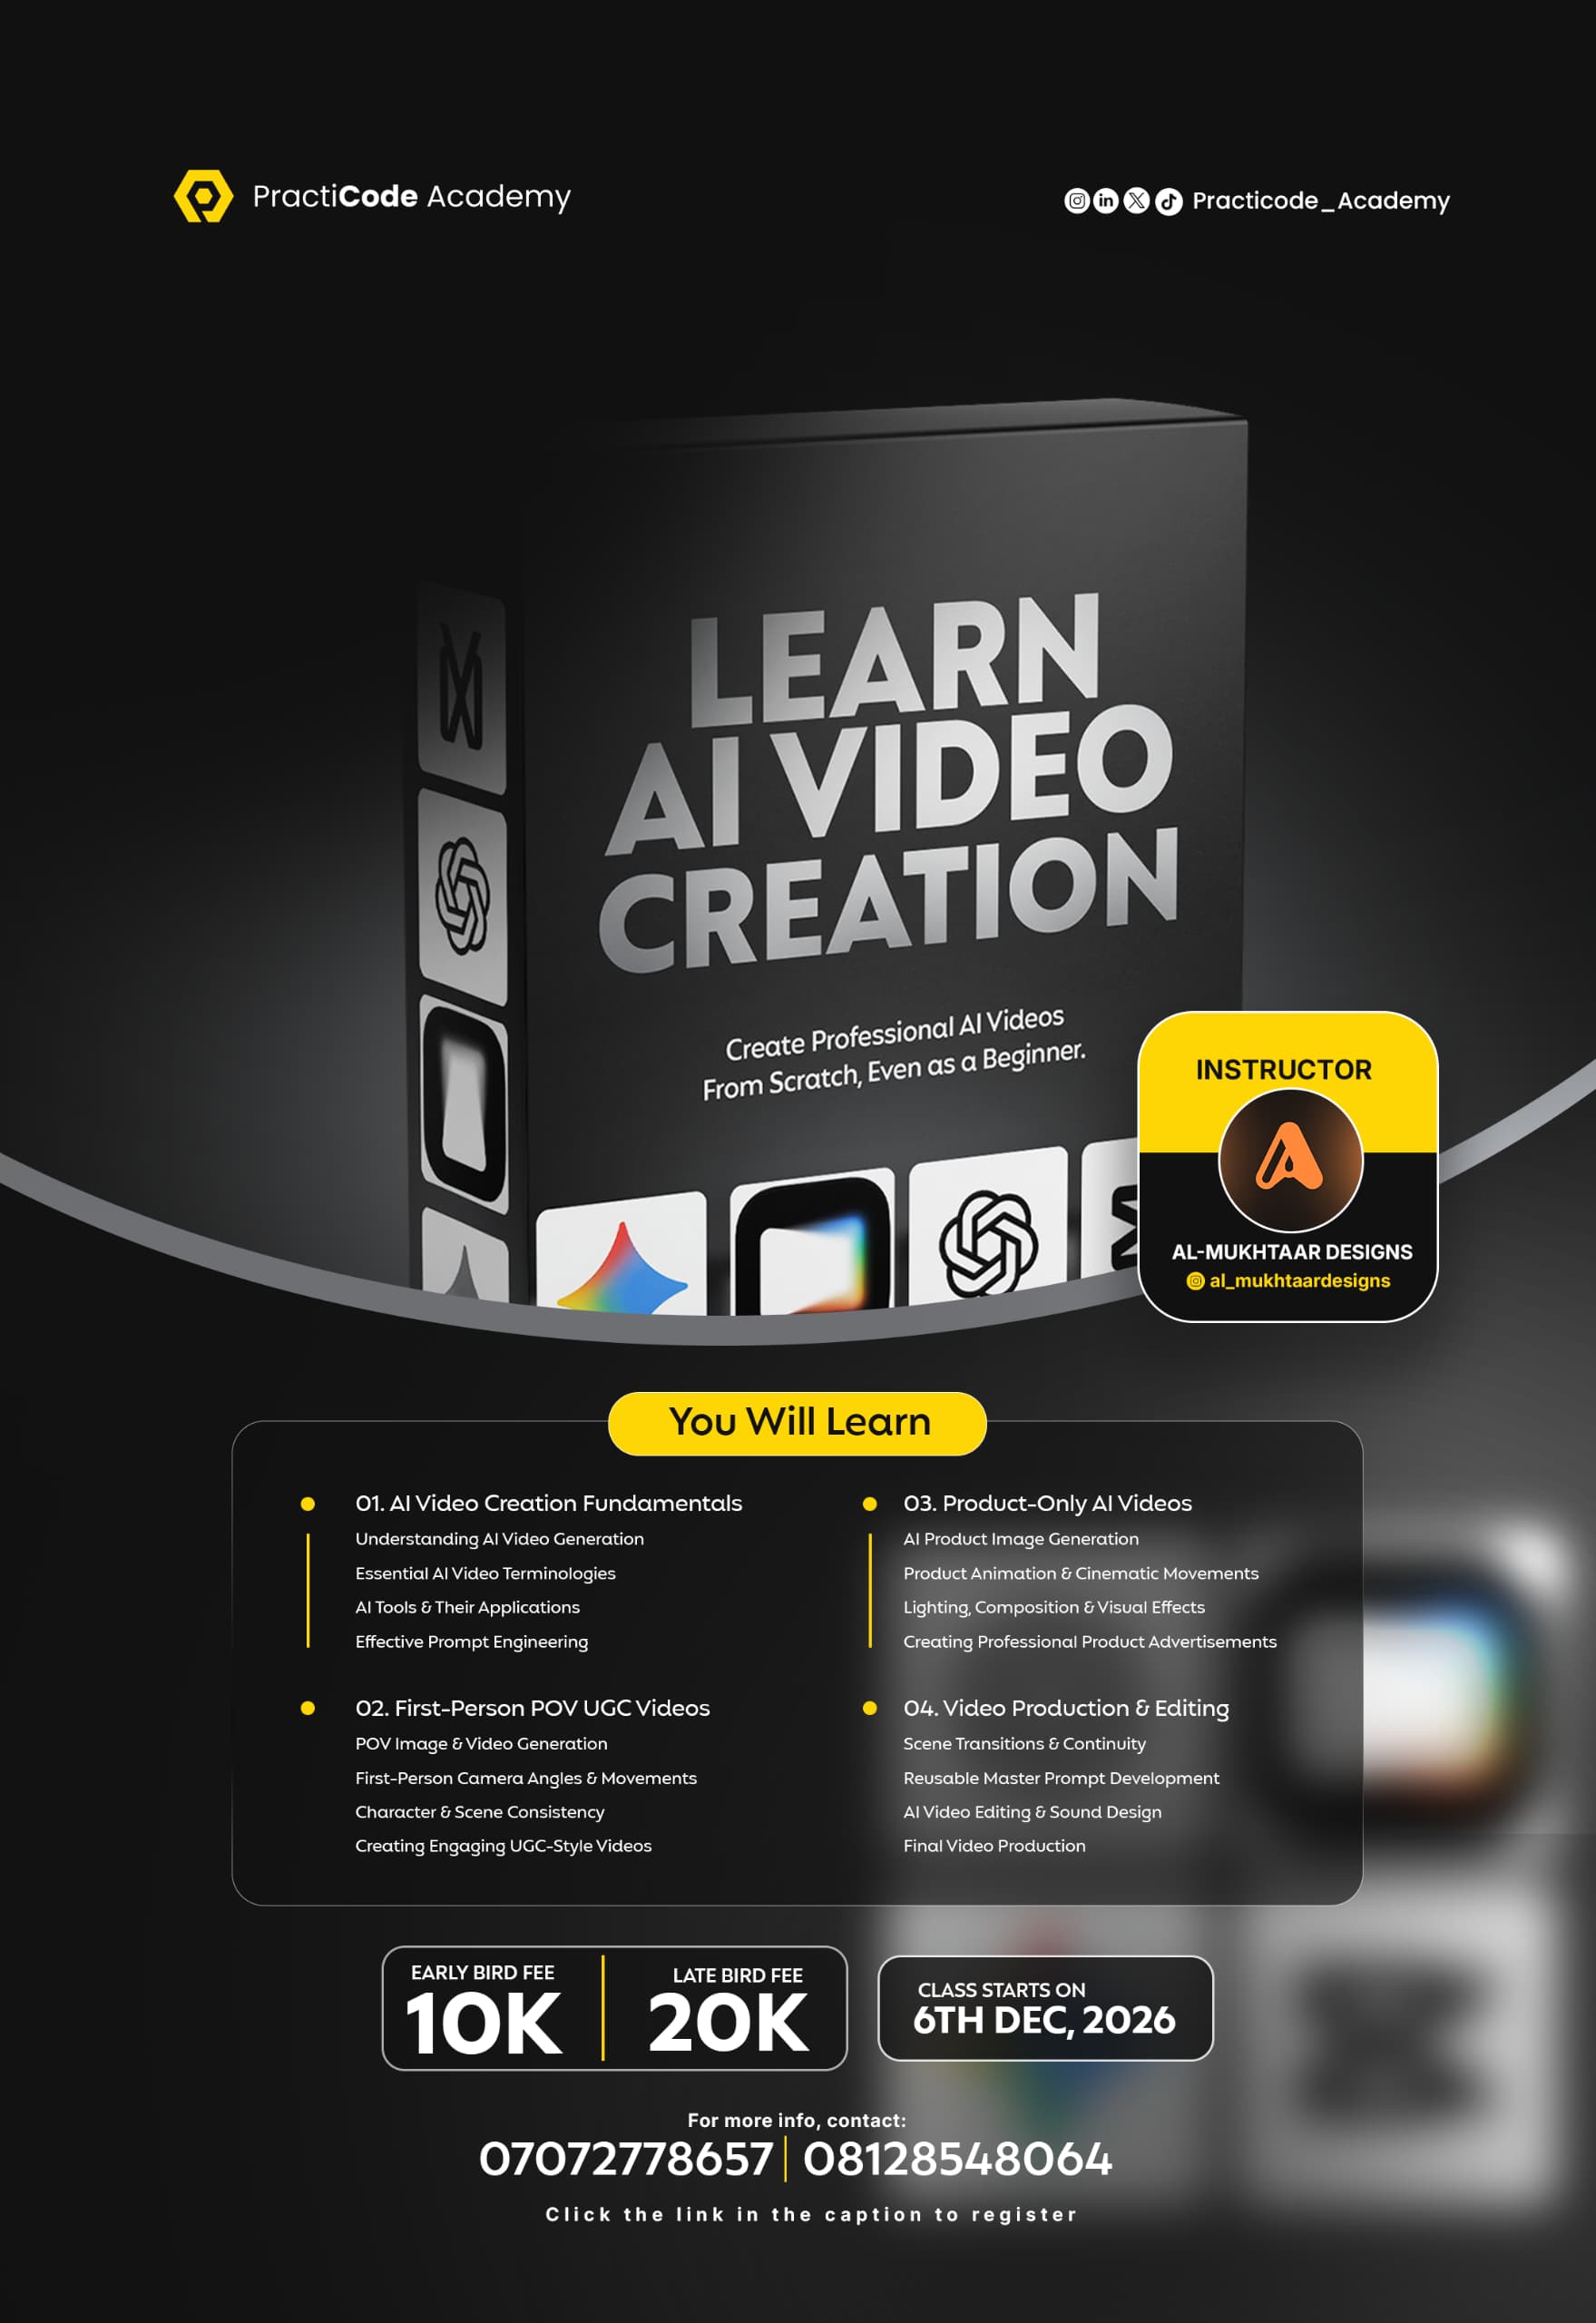 PractiCode Academy
Practicode_Academy
LEARN
AI VIDEO
CREATION
Create Professional AI Videos
From Scratch, Even as a Beginner.
INSTRUCTOR
AL-MUKHTAAR DESIGNS
al_mukhtaardesigns
You Will Learn
01. AI Video Creation Fundamentals
Understanding AI Video Generation
Essential AI Video Terminologies
AI Tools & Their Applications
Effective Prompt Engineering
02. First-Person POV UGC Videos
POV Image & Video Generation
First-Person Camera Angles & Movements
Character & Scene Consistency
Creating Engaging UGC-Style Videos
03. Product-Only AI Videos
AI Product Image Generation
Product Animation & Cinematic Movements
Lighting, Composition & Visual Effects
Creating Professional Product Advertisements
04. Video Production & Editing
Scene Transitions & Continuity
Reusable Master Prompt Development
AI Video Editing & Sound Design
Final Video Production
EARLY BIRD FEE
10K
LATE BIRD FEE
20K
CLASS STARTS ON
6TH DEC, 2026
For more info, contact:
07072778657 | 08128548064
Click the link in the caption to register